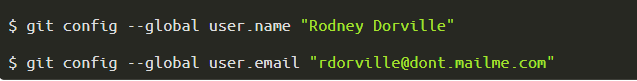 $ git config --global user.name "Rodney Dorville"
$ git config --global user.email "rdorville@dont.mailme.com"